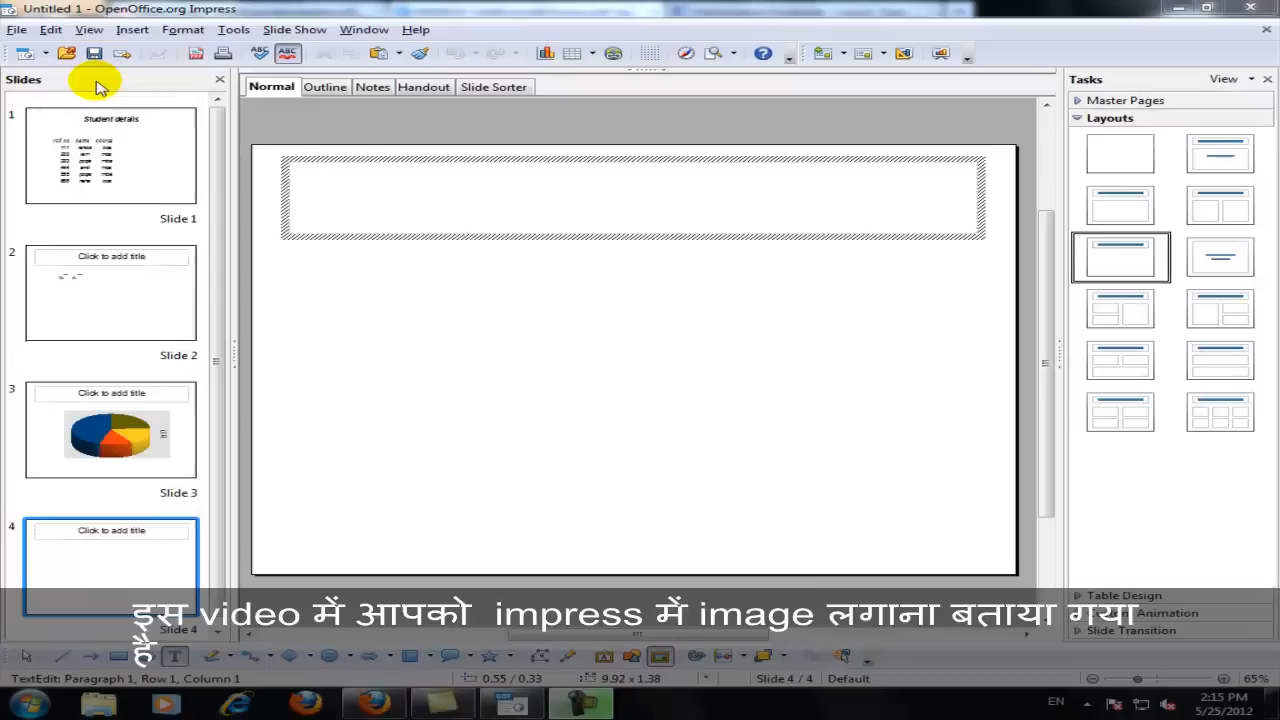 Untitled 1 - OpenOffice.org Impress
File Edit View Insert Format Tools Slide Show Window Help
Slides
Normal Outline Notes Handout Slide Sorter
Tasks View
Master Pages
Layouts
1
Student details
Slide 1
2
Click to add title
Slide 2
3
Click to add title
Slide 3
4
Click to add title
Slide 4
Table Design
Animation
Slide Transition
इस video में आपको impress में image लगाना बताया गया
है
TextEdit: Paragraph 1, Row 1, Column 1 0.55 / 0.33 9.92 x 1.38 * Slide 4 / 4 Default 65%
EN 2:15 PM
5/25/2012